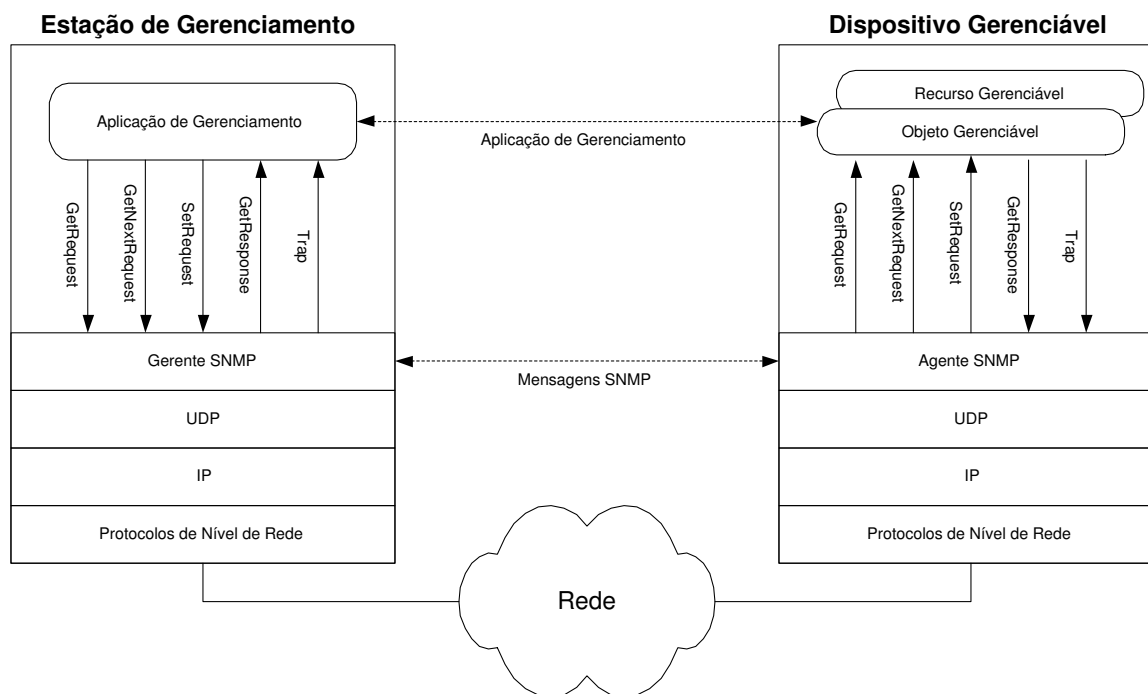 Estação de Gerenciamento
Dispositivo Gerenciável
Aplicação de Gerenciamento
Aplicação de Gerenciamento
Recurso Gerenciável
Objeto Gerenciável
GetRequest
GetNextRequest
SetRequest
GetResponse
Trap
GetRequest
GetNextRequest
SetRequest
GetResponse
Trap
Gerente SNMP
Mensagens SNMP
Agente SNMP
UDP
UDP
IP
IP
Protocolos de Nível de Rede
Protocolos de Nível de Rede
Rede